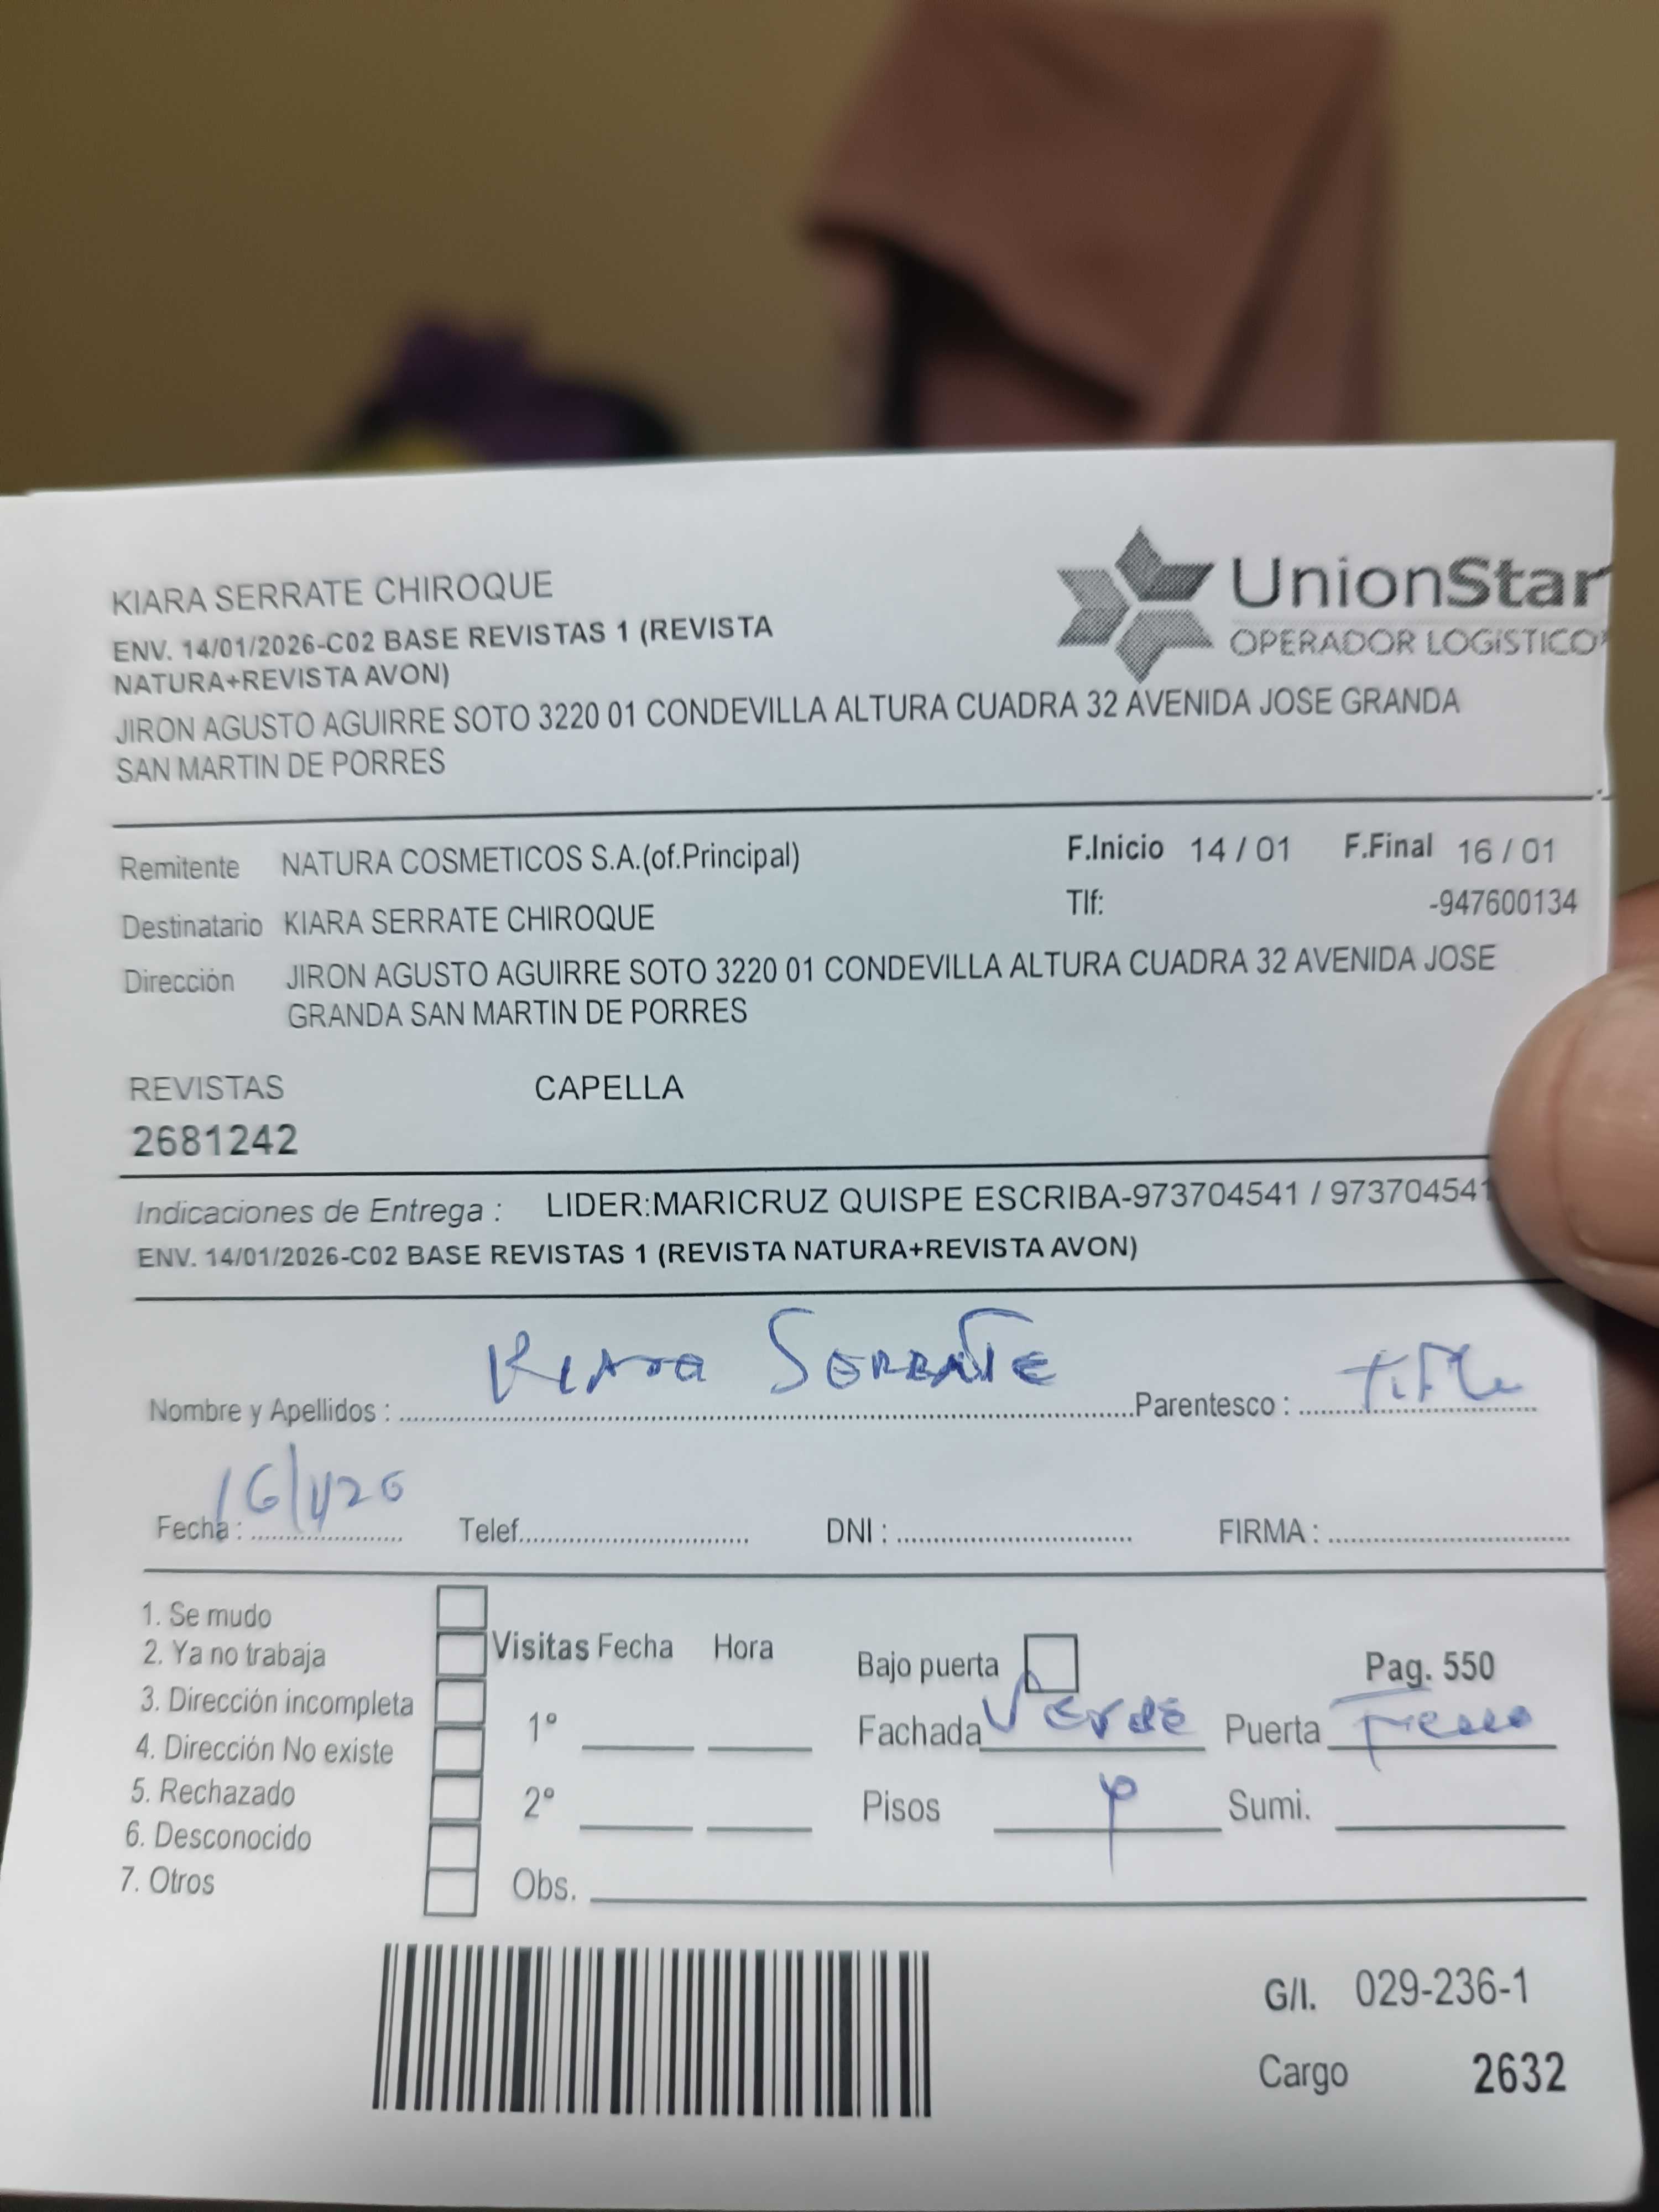 KIARA SERRATE CHIROQUE
ENV. 14/01/2026-C02 BASE REVISTAS 1 (REVISTA
NATURA+REVISTA AVON)
JIRON AGUSTO AGUIRRE SOTO 3220 01 CONDEVILLA ALTURA CUADRA 32 AVENIDA JOSE GRANDA
SAN MARTIN DE PORRES
UnionStar
OPERADOR LOGISTICO
Remitente NATURA COSMETICOS S.A.(of.Principal) F.Inicio 14 / 01 F.Final 16 / 01
Destinatario KIARA SERRATE CHIROQUE Tlf: -947600134
Dirección JIRON AGUSTO AGUIRRE SOTO 3220 01 CONDEVILLA ALTURA CUADRA 32 AVENIDA JOSE
GRANDA SAN MARTIN DE PORRES
REVISTAS CAPELLA
2681242
Indicaciones de Entrega : LIDER:MARICRUZ QUISPE ESCRIBA-973704541 / 973704541
ENV. 14/01/2026-C02 BASE REVISTAS 1 (REVISTA NATURA+REVISTA AVON)
Nombre y Apellidos : Kiara Serrate Parentesco :
Fecha : 16/1/26 Telef. DNI : FIRMA :
1. Se mudo
2. Ya no trabaja
3. Dirección incompleta
4. Dirección No existe
5. Rechazado
6. Desconocido
7. Otros
Visitas Fecha Hora
1º
2º
Obs.
Bajo puerta Pag. 550
Fachada Verde Puerta
Pisos Sumi.
G/I. 029-236-1
Cargo 2632